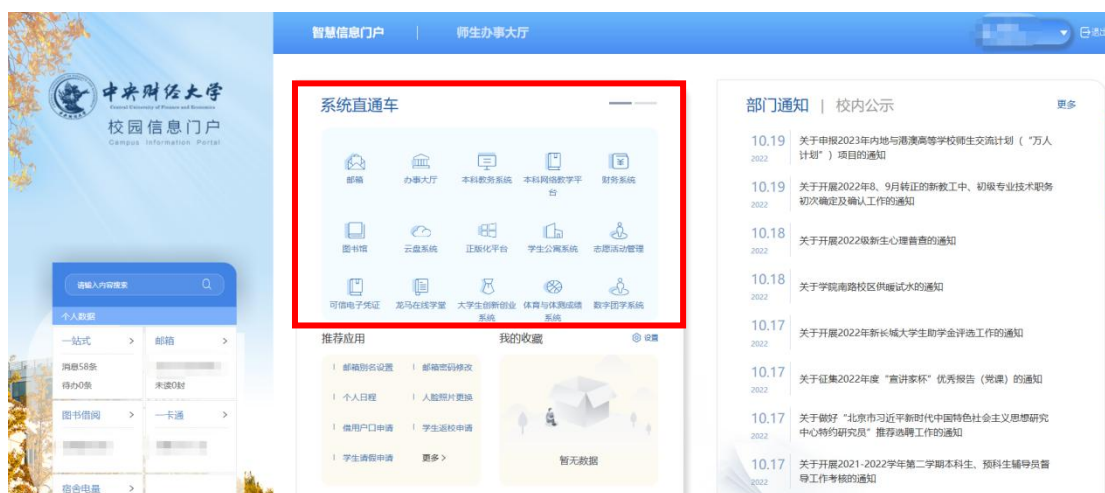 智慧信息门户
师生办事大厅
中央财经大学
Central University of Finance and Economics
校园信息门户
Campus Information Portal
请输入内容搜索
个人数据
一站式 >
邮箱 >
消息58条
待办0条
未读0封
图书借阅 >
一卡通 >
宿舍电量 >
系统直通车
邮箱
办事大厅
本科教务系统
本科网络教学平
台
财务系统
图书馆
云盘系统
正版化平台
学生公寓系统
志愿活动管理
可信电子凭证
龙马在线学堂
大学生创新创业
系统
体育与体测成绩
系统
数字团学系统
推荐应用
邮箱别名设置
邮箱密码修改
个人日程
人脸照片更换
借用户口申请
学生返校申请
学生请假申请
更多 >
我的收藏
设置
暂无数据
部门通知 | 校内公示
更多
10.19
2022
关于申报2023年内地与港澳高等学校师生交流计划（“万人
计划”）项目的通知
10.19
2022
关于开展2022年8、9月转正的新教工中、初级专业技术职务
初次确定及确认工作的通知
10.18
2022
关于开展2022级新生心理普查的通知
10.18
2022
关于学院南路校区供暖试水的通知
10.17
2022
关于开展2022年新长城大学生助学金评选工作的通知
10.17
2022
关于征集2022年度“宣讲家杯”优秀报告（党课）的通知
10.17
2022
关于做好“北京市习近平新时代中国特色社会主义思想研究
中心特约研究员”推荐选聘工作的通知
10.17
2022
关于开展2021-2022学年第二学期本科生、预科生辅导员督
导工作考核的通知